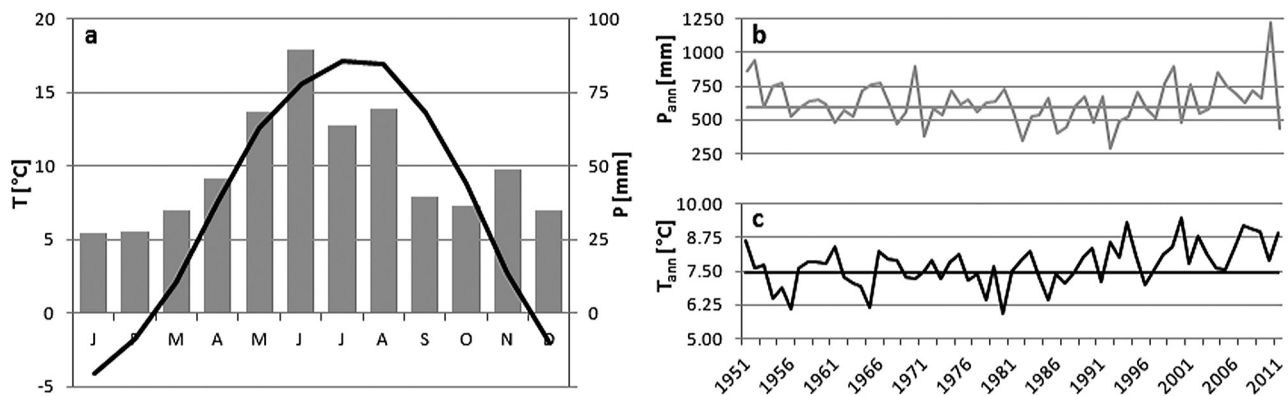 a
20
15
10
5
0
-5
T [°C]
100
75
50
25
0
P [mm]
J F M A M J J A S O N D
b
1250
1000
750
500
250
P ann [mm]
c
10.00
8.75
7.50
6.25
5.00
T ann [°C]
1951 1956 1961 1966 1971 1976 1981 1986 1991 1996 2001 2006 2011